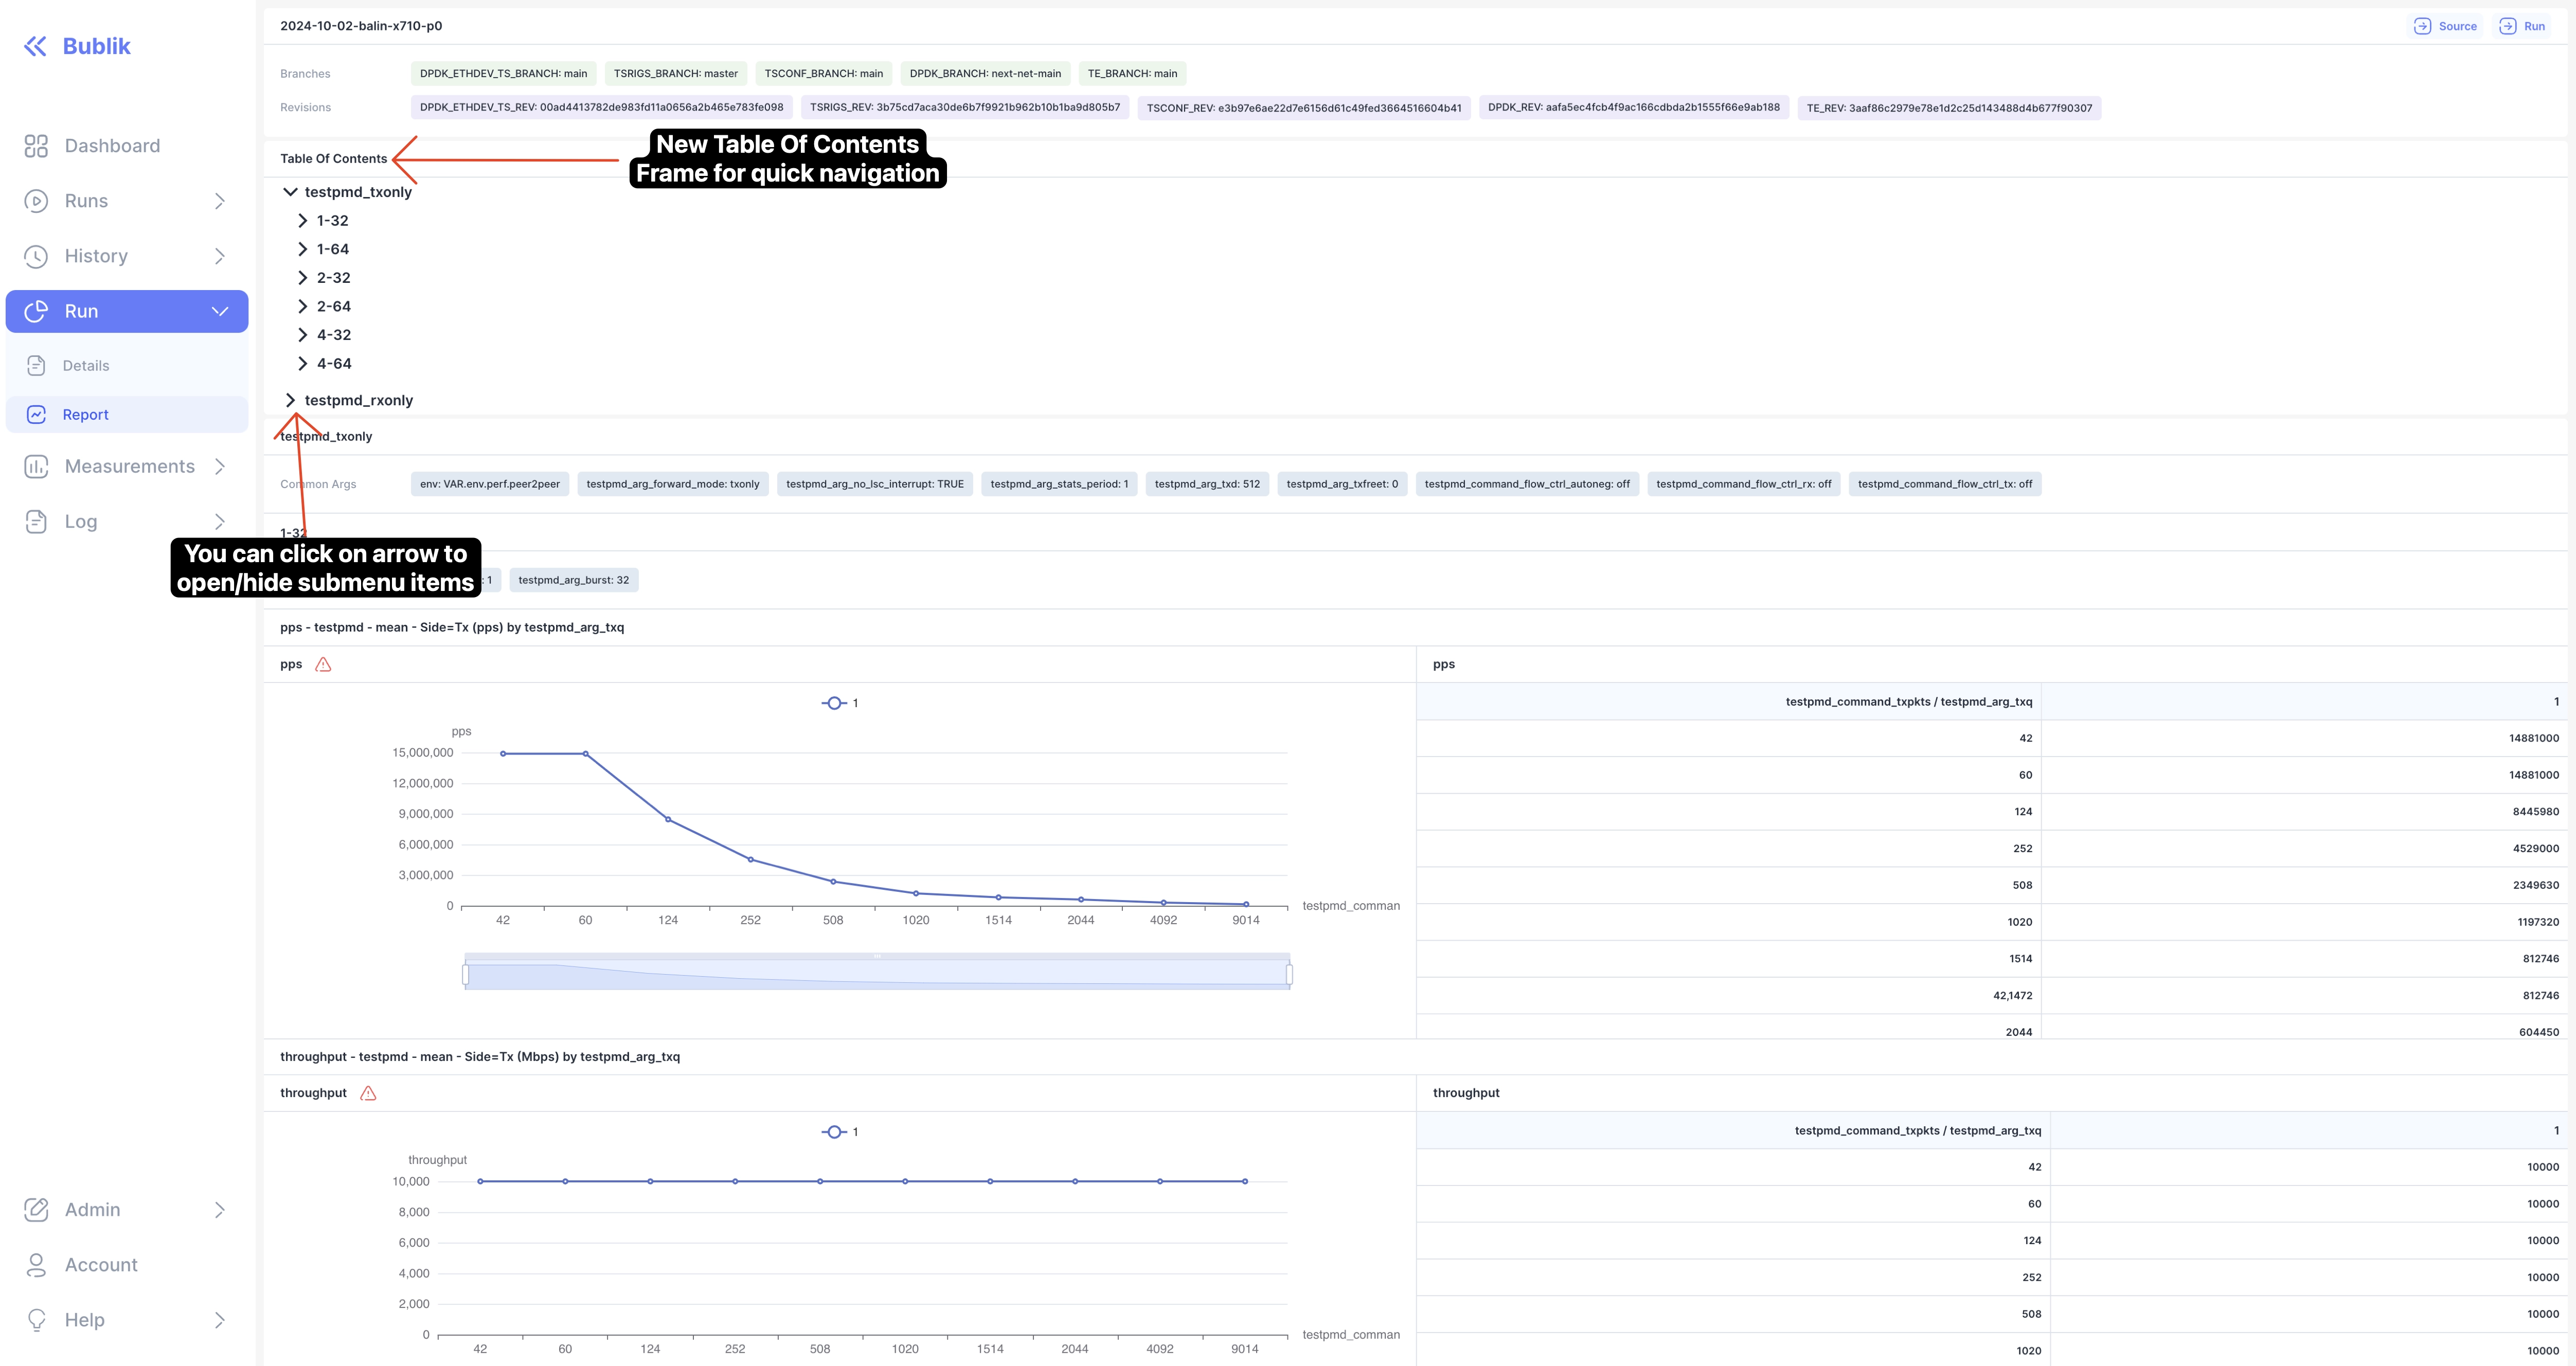 Bublik
Dashboard
Runs
History
Run
Details
Report
Measurements
Log
Admin
Account
Help
2024-10-02-balin-x710-p0
Source
Run
Branches
DPDK_ETHDEV_TS_BRANCH: main
TSRIGS_BRANCH: master
TSCONF_BRANCH: main
DPDK_BRANCH: next-net-main
TE_BRANCH: main
Revisions
DPDK_ETHDEV_TS_REV: 00ad4413782de983fd11a0656a2b465e783fe098
TSRIGS_REV: 3b75cd7aca30de6b7f9921b962b10b1ba9d805b7
TSCONF_REV: e3b97e6ae22d7e6156d61c49fed3664516604b41
DPDK_REV: aafa5ec4fcb4f9ac166cdbda2b1555f66e9ab188
TE_REV: 3aaf86c2979e78e1d2c25d143488d4b677f90307
Table Of Contents
New Table Of Contents
Frame for quick navigation
testpmd_txonly
1-32
1-64
2-32
2-64
4-32
4-64
testpmd_rxonly
testpmd_txonly
Common Args
env: VAR.env.perf.peer2peer
testpmd_arg_forward_mode: txonly
testpmd_arg_no_lsc_interrupt: TRUE
testpmd_arg_stats_period: 1
testpmd_arg_txd: 512
testpmd_arg_txfreet: 0
testpmd_command_flow_ctrl_autoneg: off
testpmd_command_flow_ctrl_rx: off
testpmd_command_flow_ctrl_tx: off
1-32
You can click on arrow to
open/hide submenu items
: 1
testpmd_arg_burst: 32
pps - testpmd - mean - Side=Tx (pps) by testpmd_arg_txq
pps
1
pps
15,000,000
12,000,000
9,000,000
6,000,000
3,000,000
0
42 60 124 252 508 1020 1514 2044 4092 9014
testpmd_comman
pps
testpmd_command_txpkts / testpmd_arg_txq 1
42 14881000
60 14881000
124 8445980
252 4529000
508 2349630
1020 1197320
1514 812746
42,1472 812746
2044 604450
throughput - testpmd - mean - Side=Tx (Mbps) by testpmd_arg_txq
throughput
1
throughput
10,000
8,000
6,000
4,000
2,000
0
42 60 124 252 508 1020 1514 2044 4092 9014
testpmd_comman
throughput
testpmd_command_txpkts / testpmd_arg_txq 1
42 10000
60 10000
124 10000
252 10000
508 10000
1020 10000